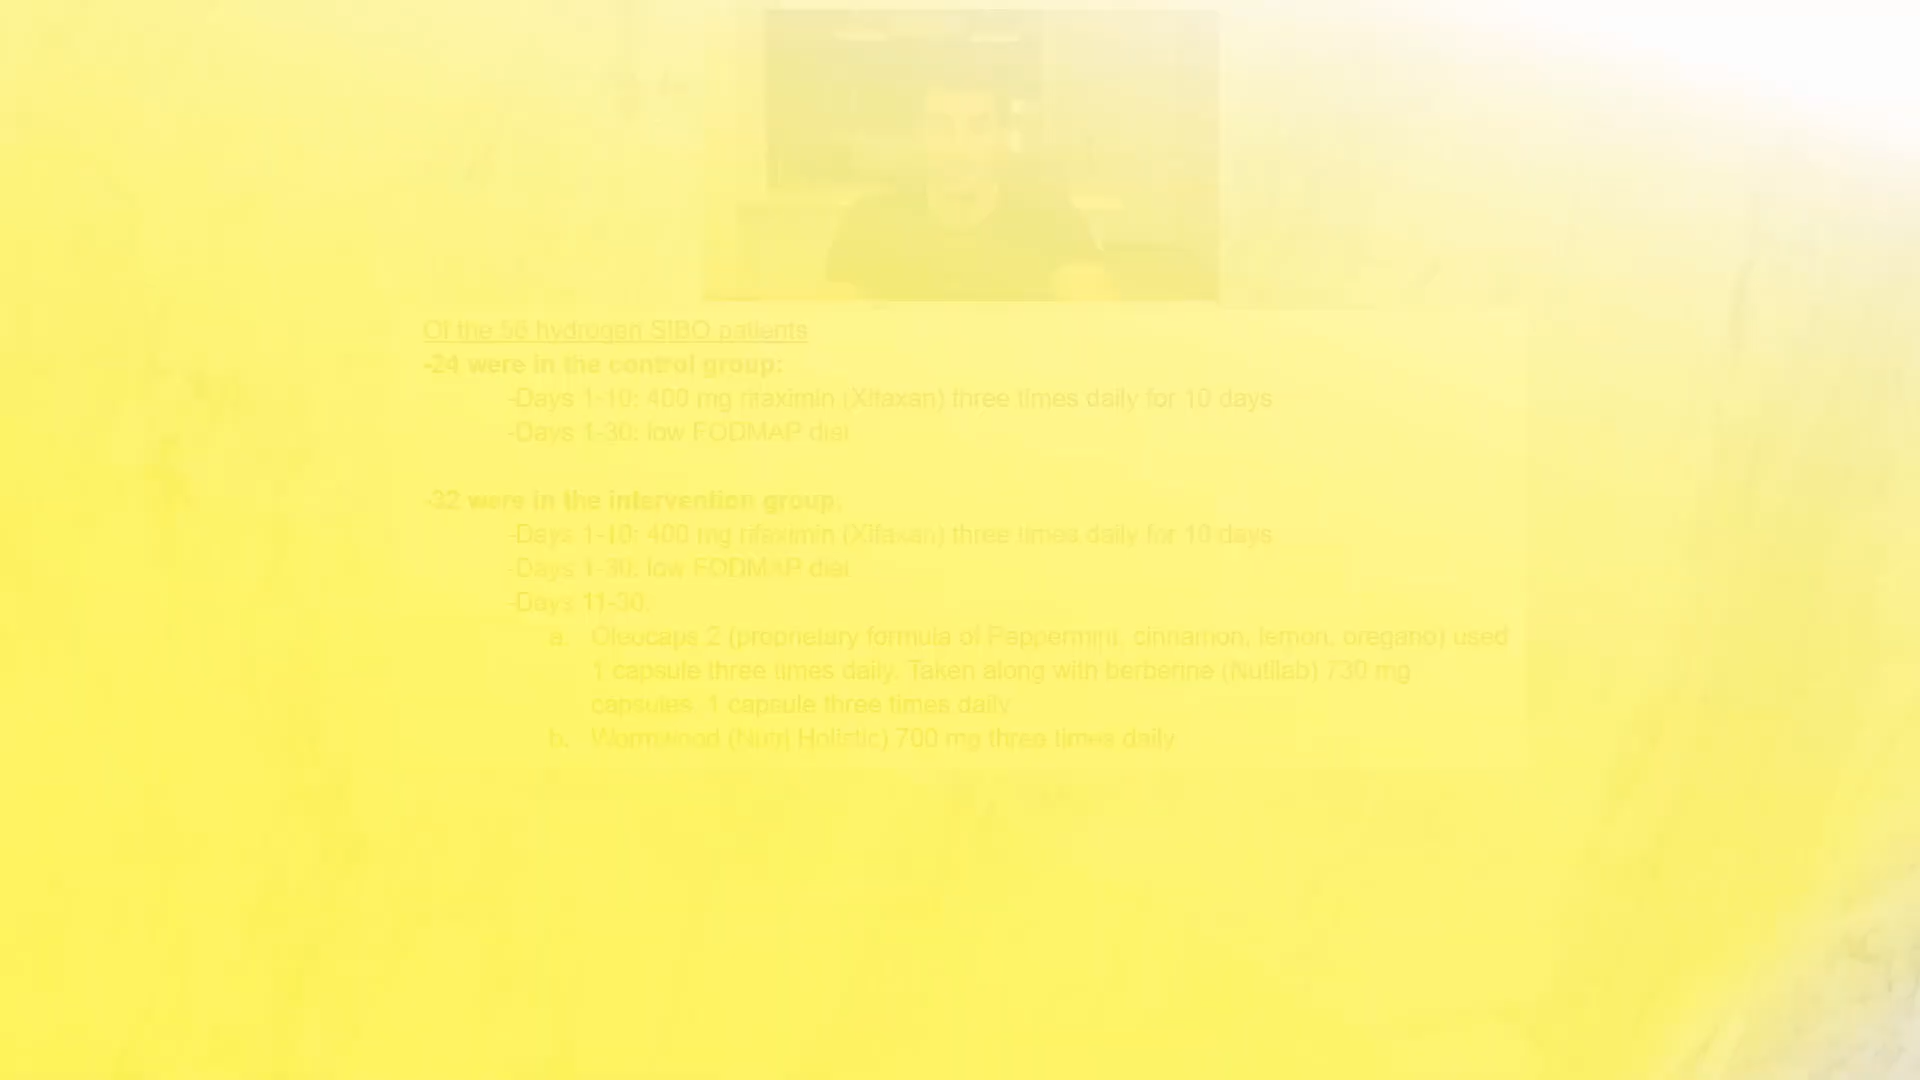 Of the 56 hydrogen SIBO patients
-24 were in the control group:
-Days 1-10: 400 mg rifaximin (Xifaxan) three times daily for 10 days
-Days 1-30: low FODMAP diet
-32 were in the intervention group:
-Days 1-10: 400 mg rifaximin (Xifaxan) three times daily for 10 days
-Days 1-30: low FODMAP diet
-Days 11-30:
a. Oleocaps 2 (proprietary formula of Peppermint, cinnamon, lemon, oregano) used
1 capsule three times daily. Taken along with berberine (Nutilab) 730 mg
capsules, 1 capsule three times daily
b. Wormwood (Nutri Holistic) 700 mg three times daily